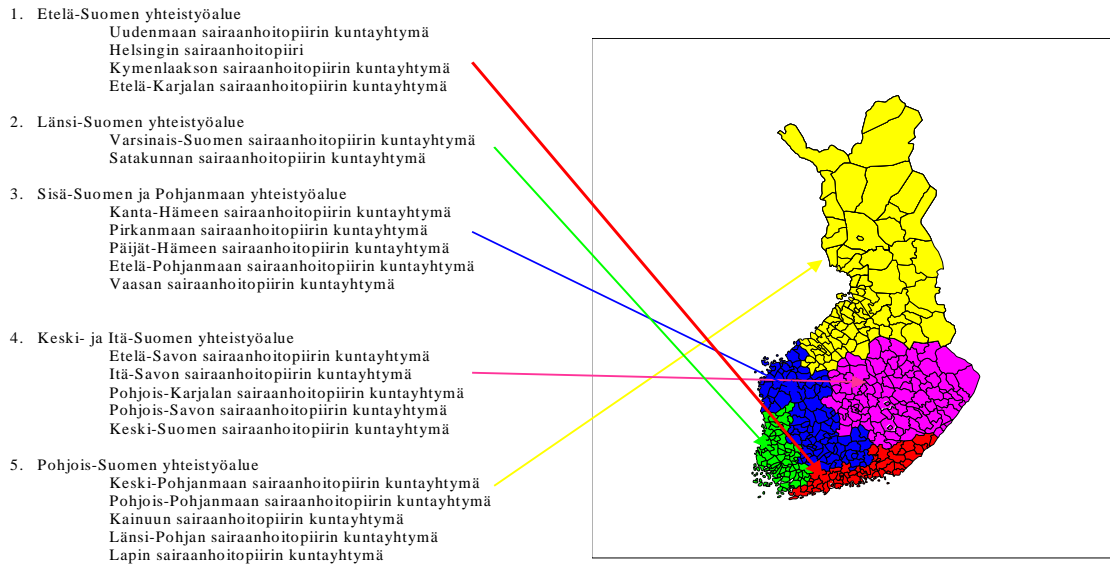 1. Etelä-Suomen yhteistyöalue
Uudenmaan sairaanhoitopiirin kuntayhtymä
Helsingin sairaanhoitopiiri
Kymenlaakson sairaanhoitopiirin kuntayhtymä
Etelä-Karjalan sairaanhoitopiirin kuntayhtymä
2. Länsi-Suomen yhteistyöalue
Varsinais-Suomen sairaanhoitopiirin kuntayhtymä
Satakunnan sairaanhoitopiirin kuntayhtymä
3. Sisä-Suomen ja Pohjanmaan yhteistyöalue
Kanta-Hämeen sairaanhoitopiirin kuntayhtymä
Pirkanmaan sairaanhoitopiirin kuntayhtymä
Päijät-Hämeen sairaanhoitopiirin kuntayhtymä
Etelä-Pohjanmaan sairaanhoitopiirin kuntayhtymä
Vaasan sairaanhoitopiirin kuntayhtymä
4. Keski- ja Itä-Suomen yhteistyöalue
Etelä-Savon sairaanhoitopiirin kuntayhtymä
Itä-Savon sairaanhoitopiirin kuntayhtymä
Pohjois-Karjalan sairaanhoitopiirin kuntayhtymä
Pohjois-Savon sairaanhoitopiirin kuntayhtymä
Keski-Suomen sairaanhoitopiirin kuntayhtymä
5. Pohjois-Suomen yhteistyöalue
Keski-Pohjanmaan sairaanhoitopiirin kuntayhtymä
Pohjois-Pohjanmaan sairaanhoitopiirin kuntayhtymä
Kainuun sairaanhoitopiirin kuntayhtymä
Länsi-Pohjan sairaanhoitopiirin kuntayhtymä
Lapin sairaanhoitopiirin kuntayhtymä